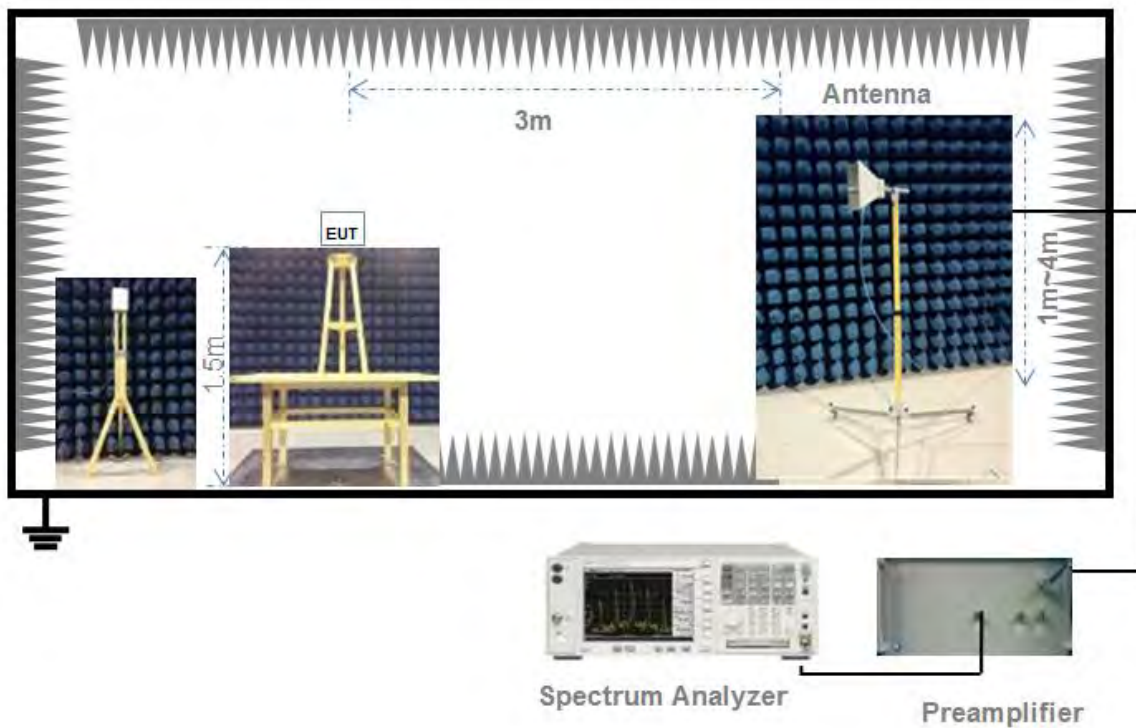 Antenna
3m
EUT
1.5m
1m~4m
Spectrum Analyzer
Preamplifier